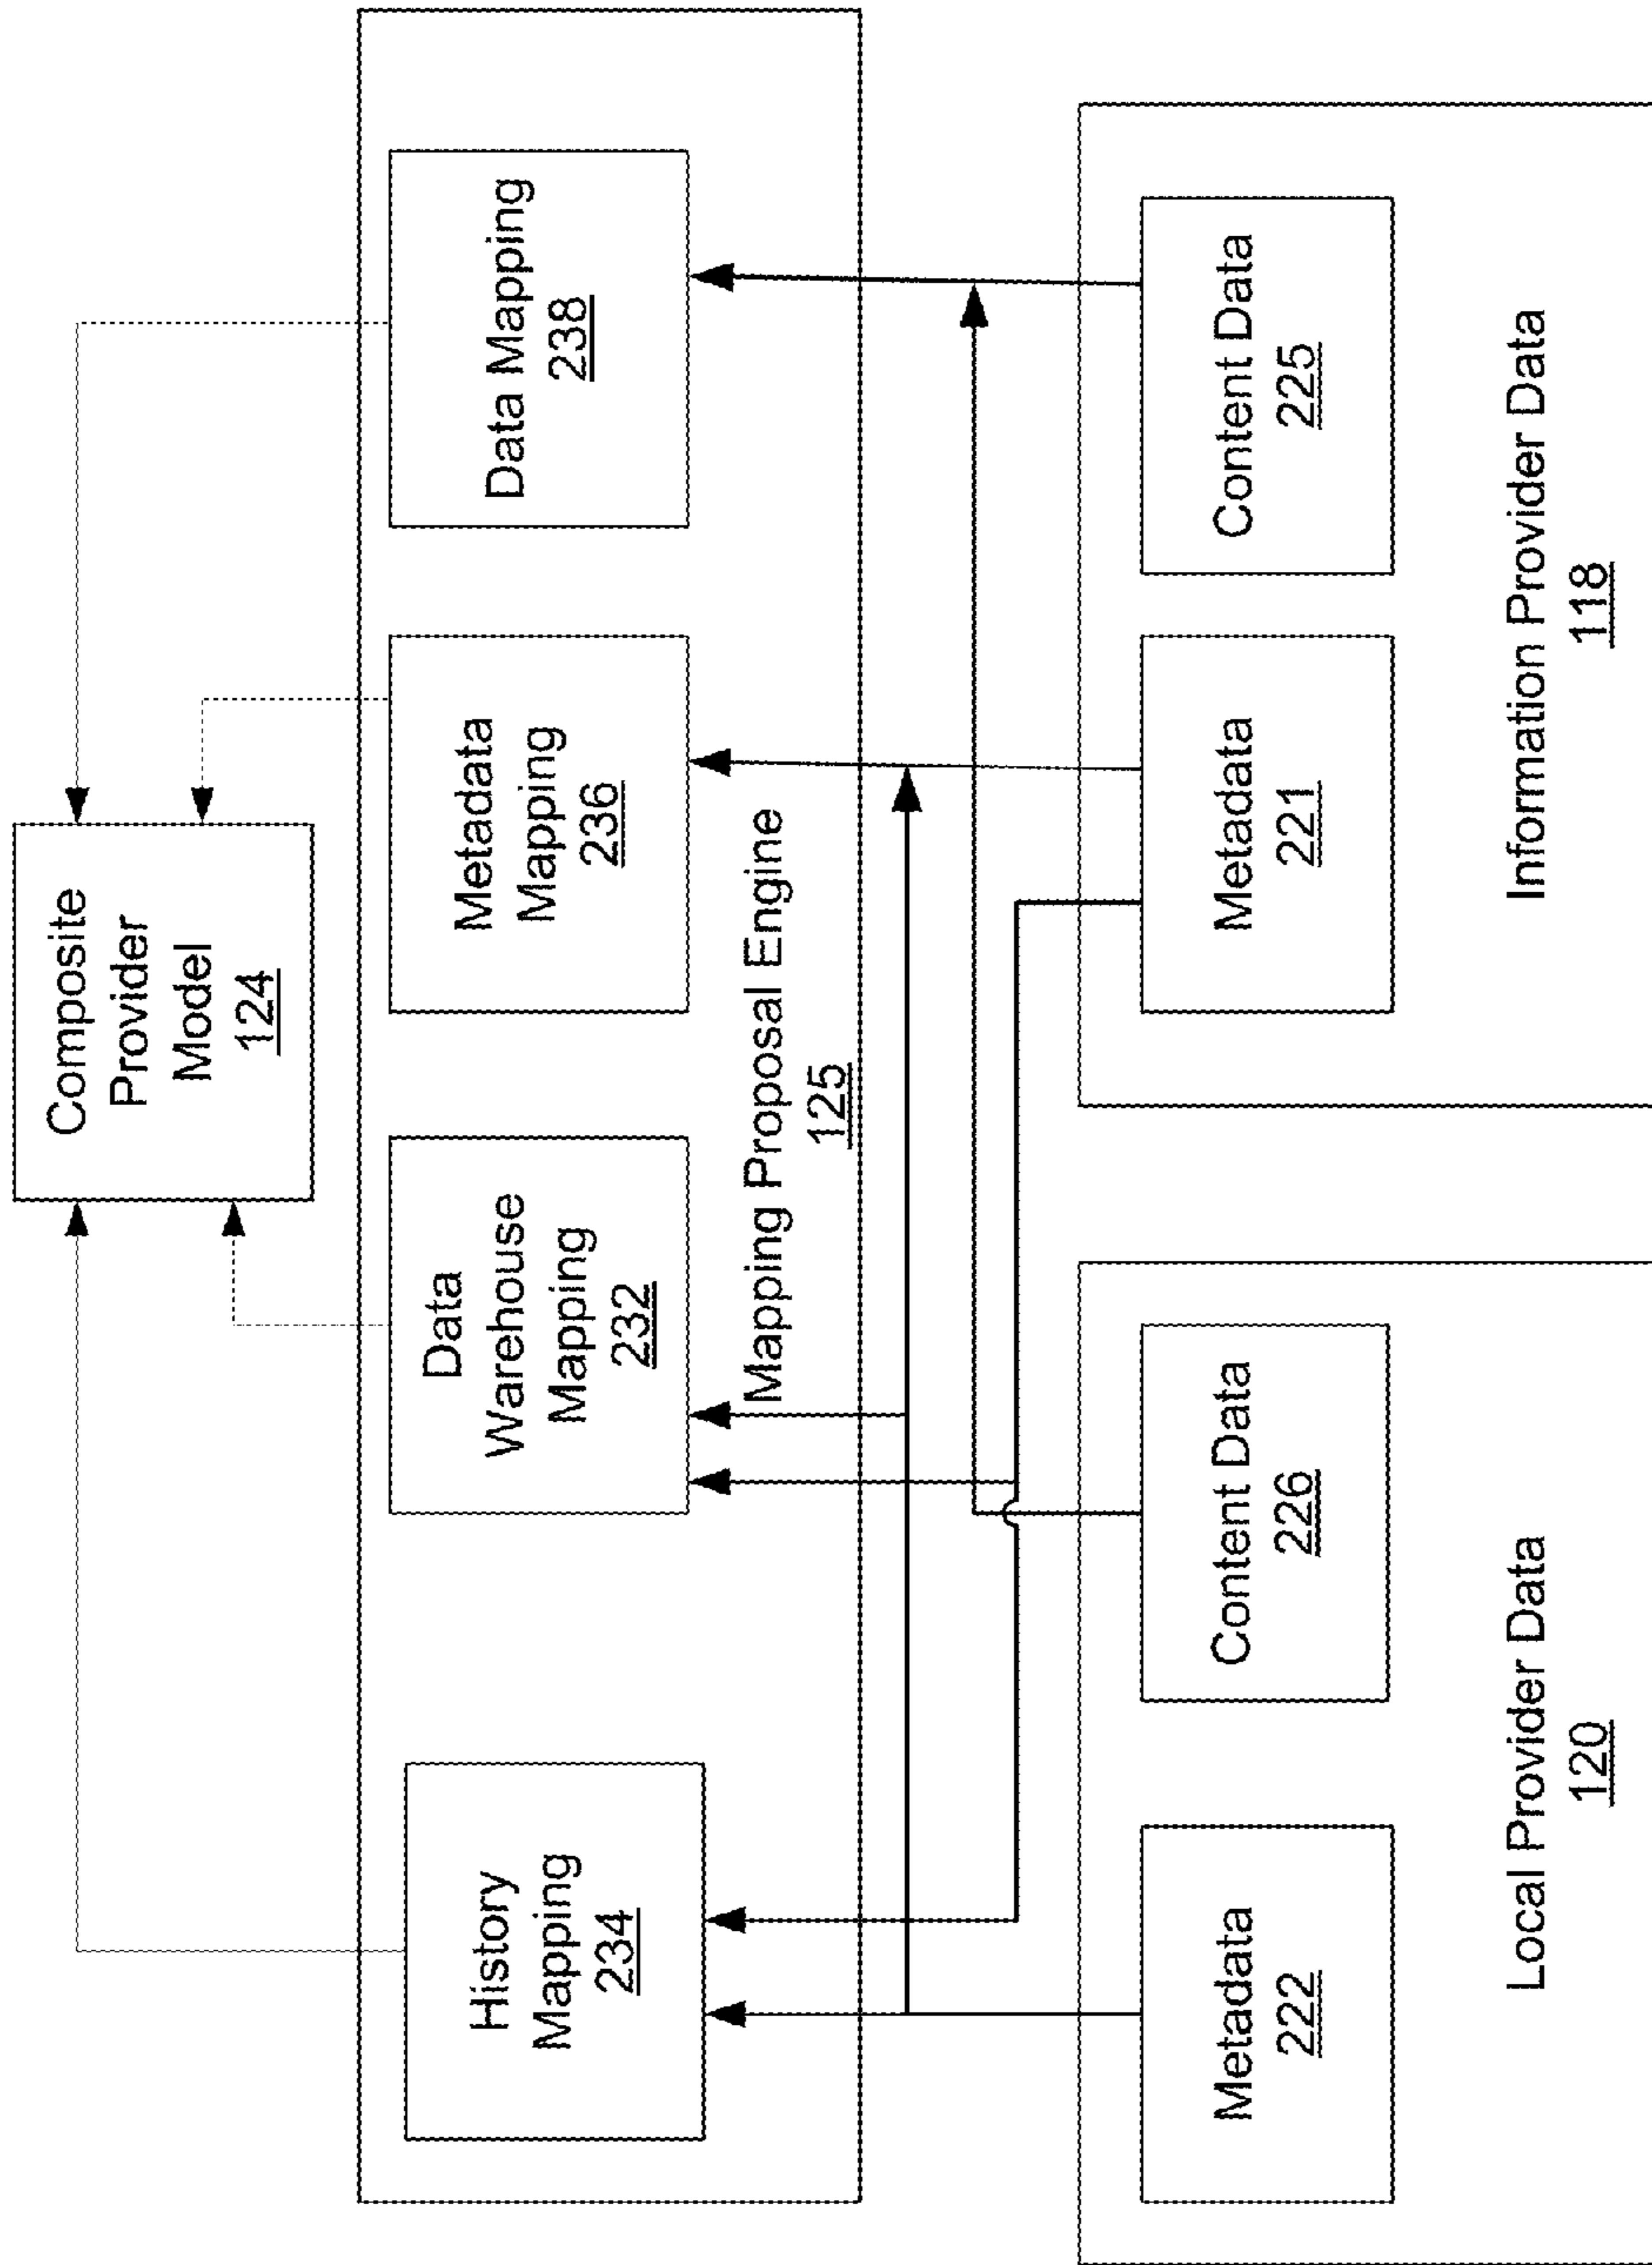 Composite
Provider
Model
124
History
Mapping
234
Data
Warehouse
Mapping
232
Metadata
Mapping
236
Data Mapping
238
Mapping Proposal Engine
125
Metadata
222
Content Data
226
Local Provider Data
120
Metadata
221
Content Data
225
Information Provider Data
118